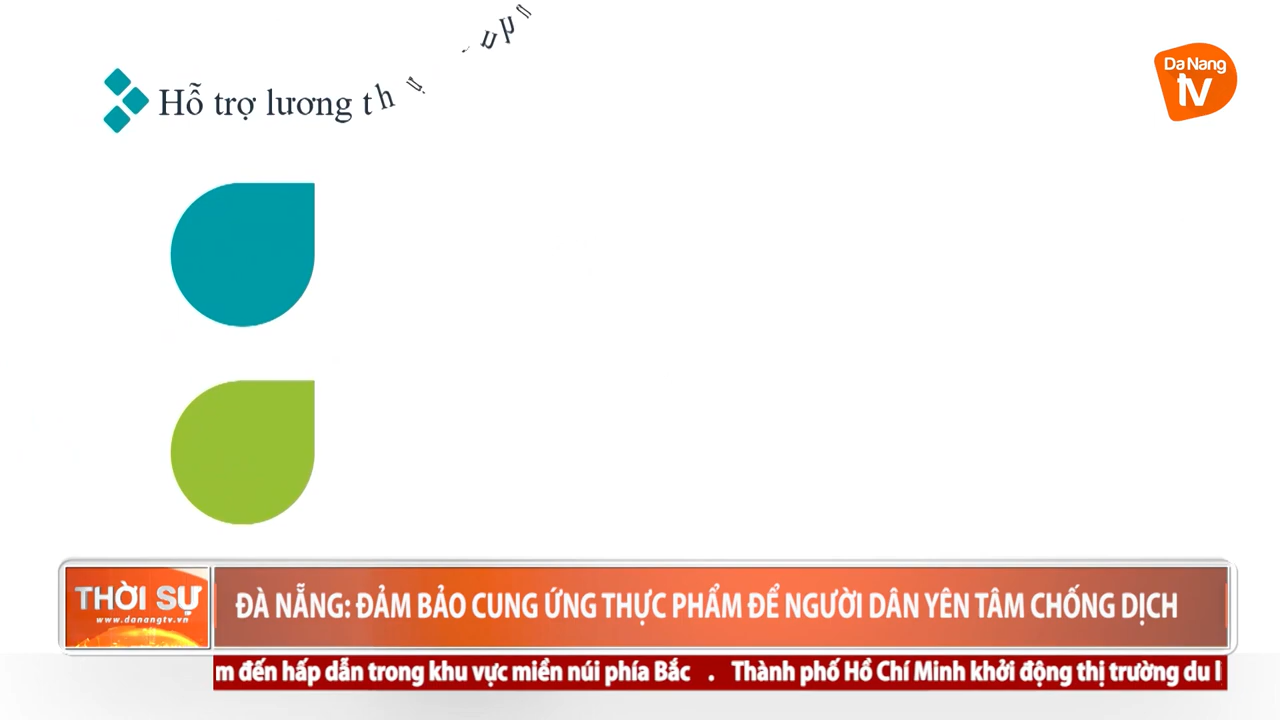 Da Nang
tv
Hỗ trợ lương
THỜI SỰ
www.danangtv.vn
ĐÀ NẴNG: ĐẢM BẢO CUNG ỨNG THỰC PHẨM ĐỂ NGƯỜI DÂN YÊN TÂM CHỐNG DỊCH
m đến hấp dẫn trong khu vực miền núi phía Bắc . Thành phố Hồ Chí Minh khởi động thị trường du l